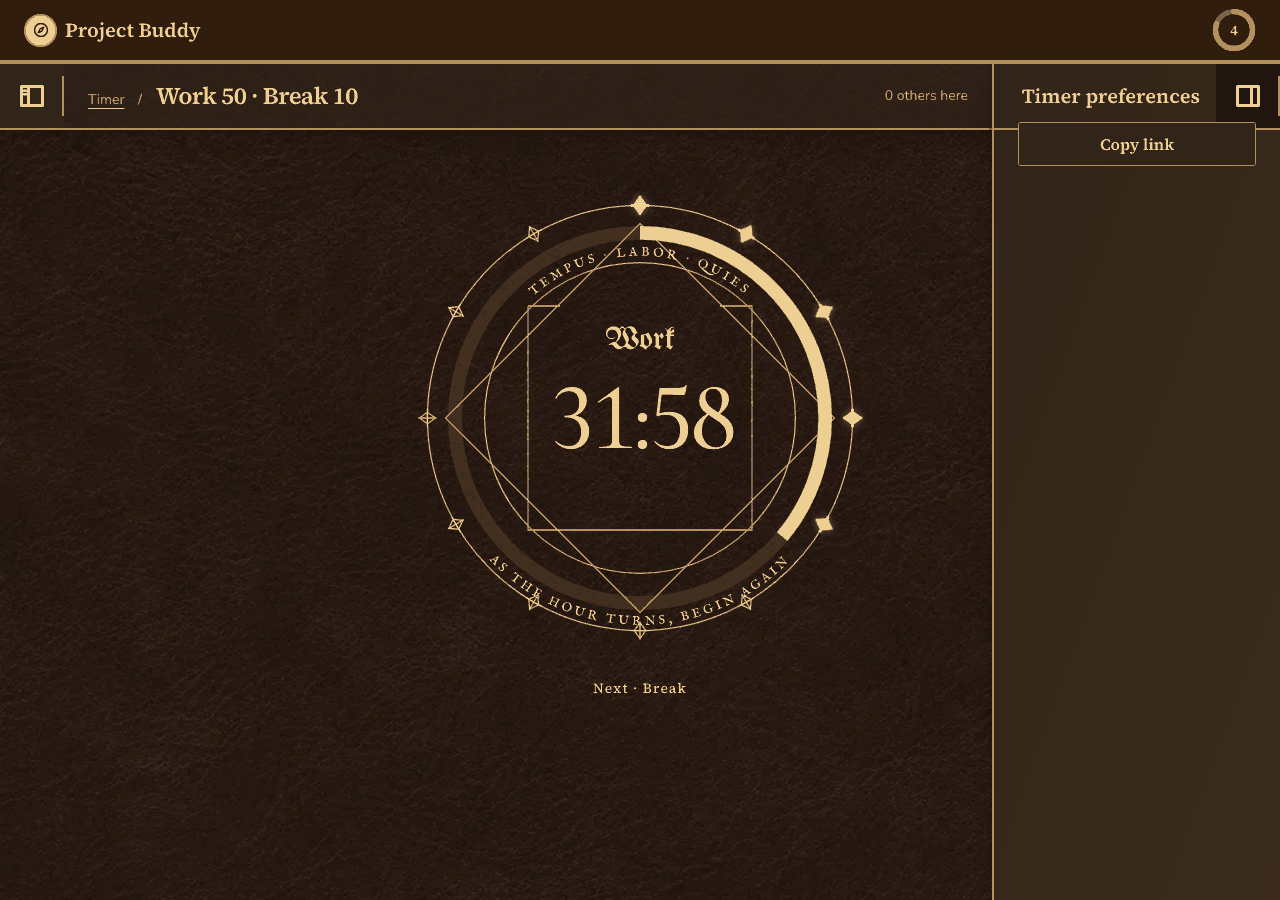 Project Buddy
4
Timer / Work 50 · Break 10
0 others here
Timer preferences
Copy link
TEMPUS · LABOR · QUIES
Work
31:58
AS THE HOUR TURNS, BEGIN AGAIN
Next · Break